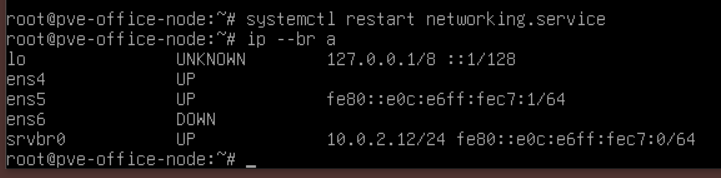 root@pve-office-node:~# systemctl restart networking.service
root@pve-office-node:~# ip --br a
lo UNKNOWN 127.0.0.1/8 ::1/128
ens4 UP
ens5 UP fe80::e0c:e6ff:fec7:1/64
ens6 DOWN
srvbr0 UP 10.0.2.12/24 fe80::e0c:e6ff:fec7:0/64
root@pve-office-node:~# _